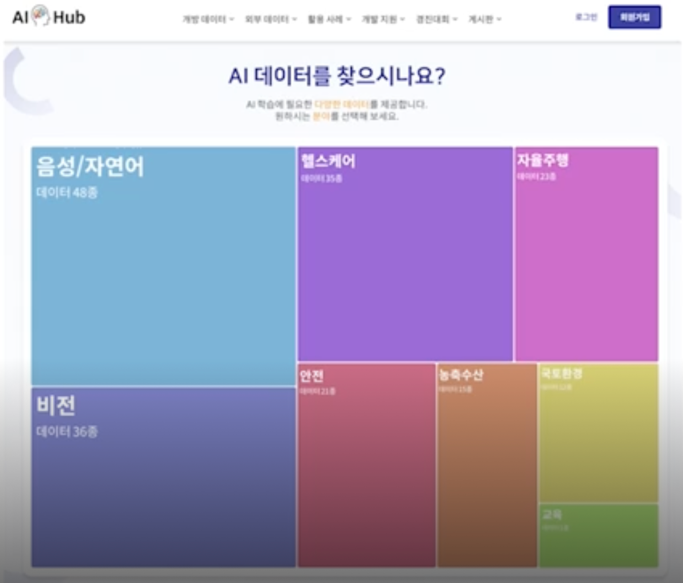 AI Hub
개방 데이터 외부 데이터 활용 사례 개발 지원 경진대회 게시판
로그인 회원가입
AI 데이터를 찾으시나요?
AI 학습에 필요한 다양한 데이터를 제공합니다.
원하시는 분야를 선택해 보세요.
음성/자연어
데이터 48종
헬스케어
데이터 35종
자율주행
데이터 23종
비전
데이터 36종
안전
데이터 21종
농축수산
데이터 15종
국토환경
교육